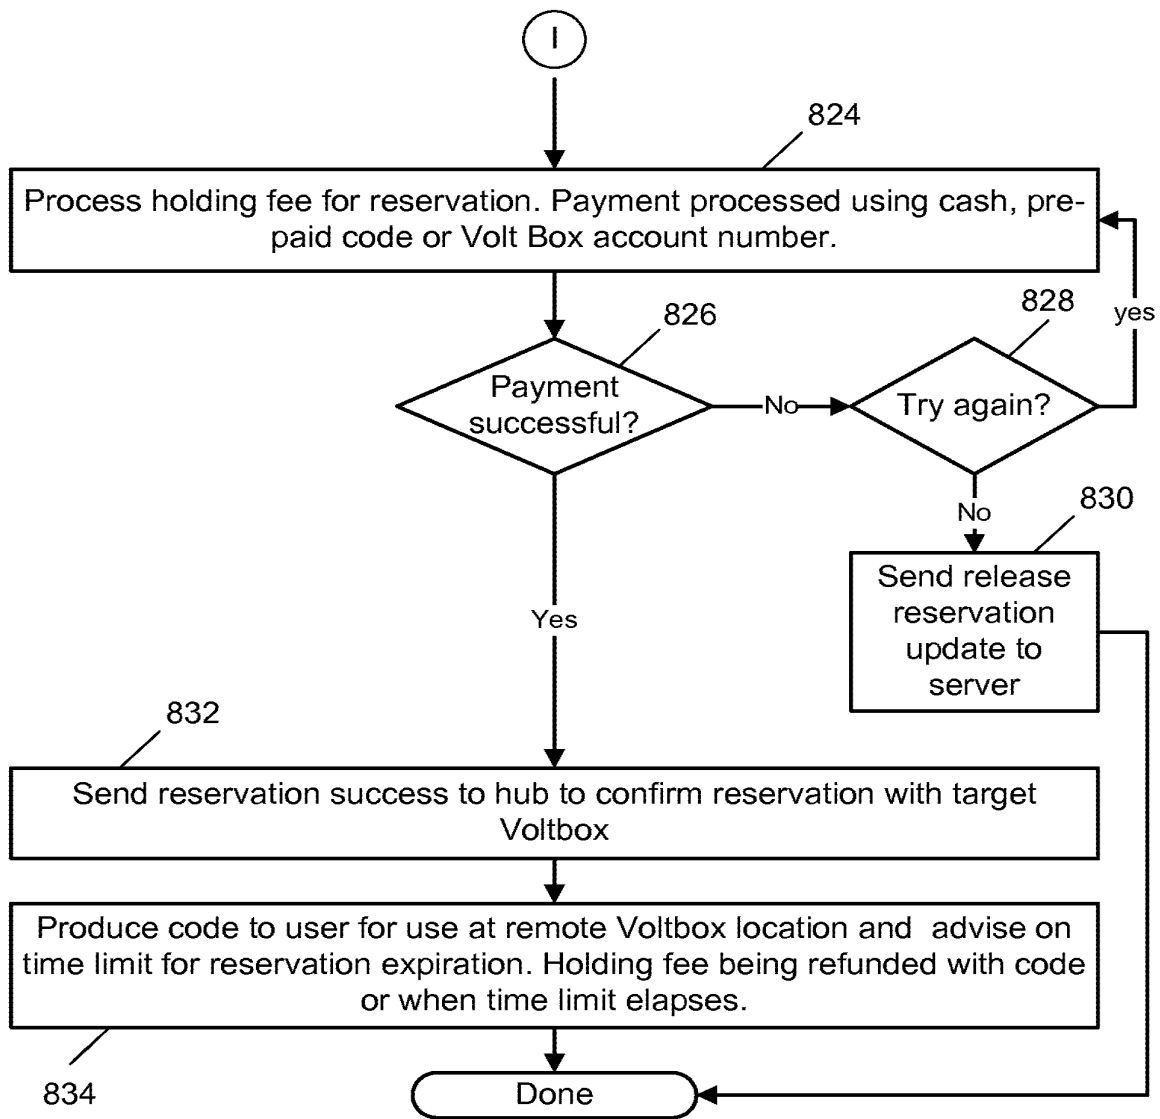 I
824
Process holding fee for reservation. Payment processed using cash, pre-
paid code or Volt Box account number.
826
828
yes
Payment
successful?
No
Try again?
No
830
Send release
reservation
update to
server
Yes
832
Send reservation success to hub to confirm reservation with target
Voltbox
Produce code to user for use at remote Voltbox location and  advise on
time limit for reservation expiration. Holding fee being refunded with code
or when time limit elapses.
834
Done